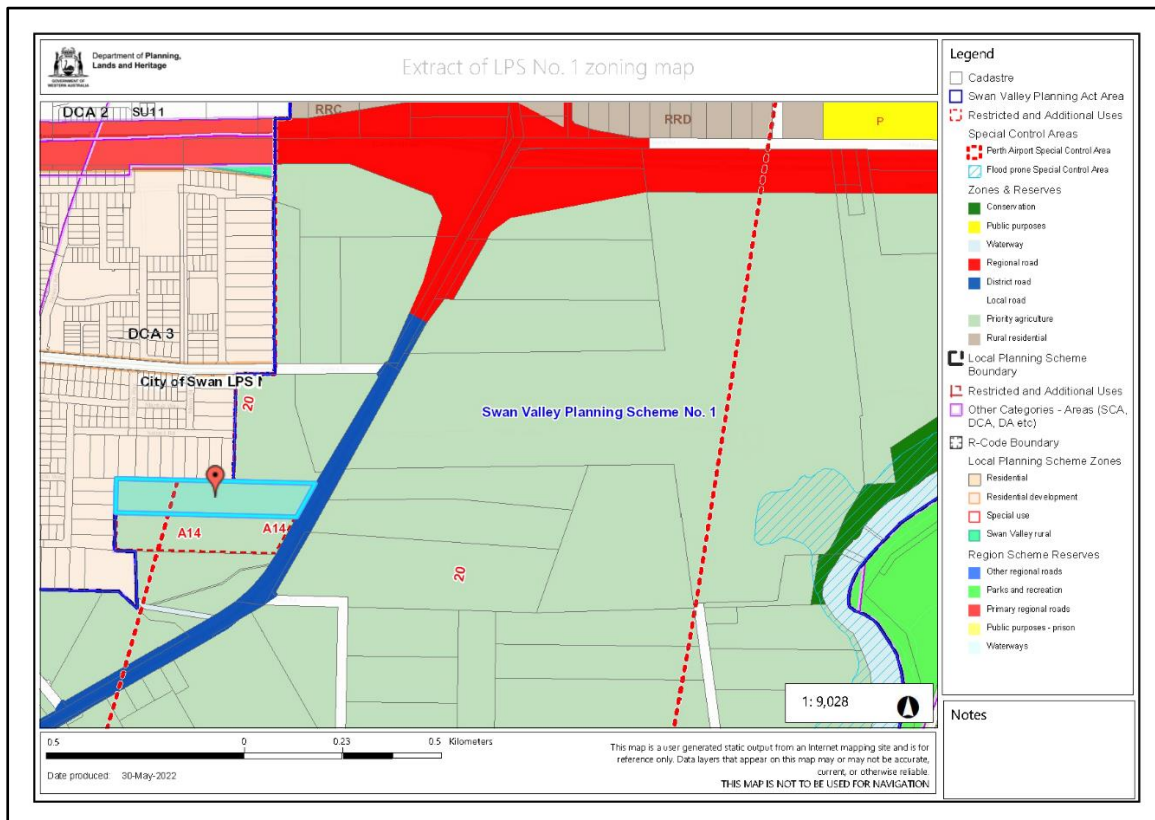 Department of Planning,
Lands and Heritage
GOVERNMENT OF
WESTERN AUSTRALIA
Extract of LPS No. 1 zoning map
DCA 2
SU11
RRC
RRD
P
DCA 3
City of Swan LPS N
20
Swan Valley Planning Scheme No. 1
A14
A14
20
1: 9,028
Legend
Cadastre
Swan Valley Planning Act Area
Restricted and Additional Uses
Special Control Areas
Perth Airport Special Control Area
Flood prone Special Control Area
Zones & Reserves
Conservation
Public purposes
Waterway
Regional road
District road
Local road
Priority agriculture
Rural residential
Local Planning Scheme
Boundary
Restricted and Additional Uses
Other Categories - Areas (SCA,
DCA, DA etc)
R-Code Boundary
Local Planning Scheme Zones
Residential
Residential development
Special use
Swan Valley rural
Region Scheme Reserves
Other regional roads
Parks and recreation
Primary regional roads
Public purposes - prison
Waterways
Notes
0.5 0 0.23 0.5 Kilometers
Date produced: 30-May-2022
This map is a user generated static output from an Internet mapping site and is for
reference only. Data layers that appear on this map may or may not be accurate,
current, or otherwise reliable.
THIS MAP IS NOT TO BE USED FOR NAVIGATION